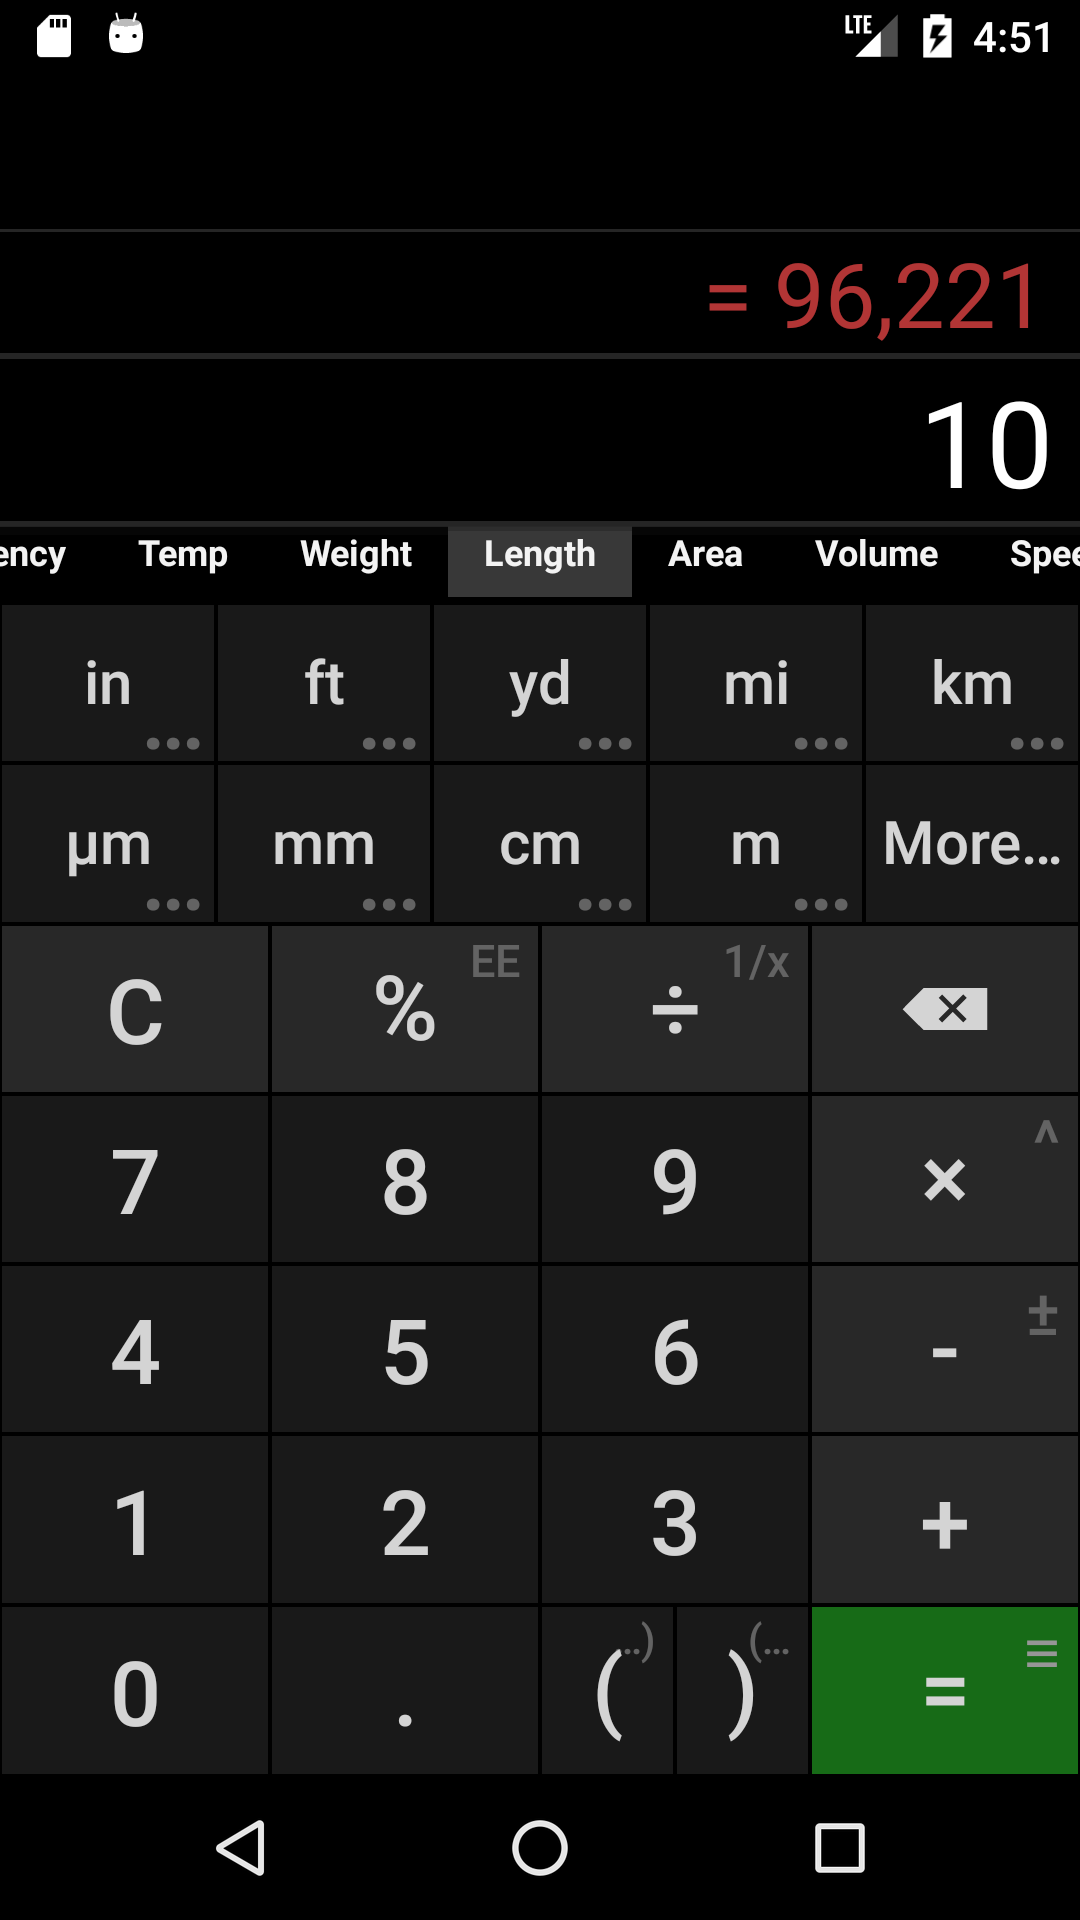 LTE 4:51
= 96,221
10
ency Temp Weight Length Area Volume Spee
in ft yd mi km
µm mm cm m More...
C % EE ÷ 1/x
7 8 9 × ^
4 5 6 - ±
1 2 3 +
0 . ( ..) ) (... =